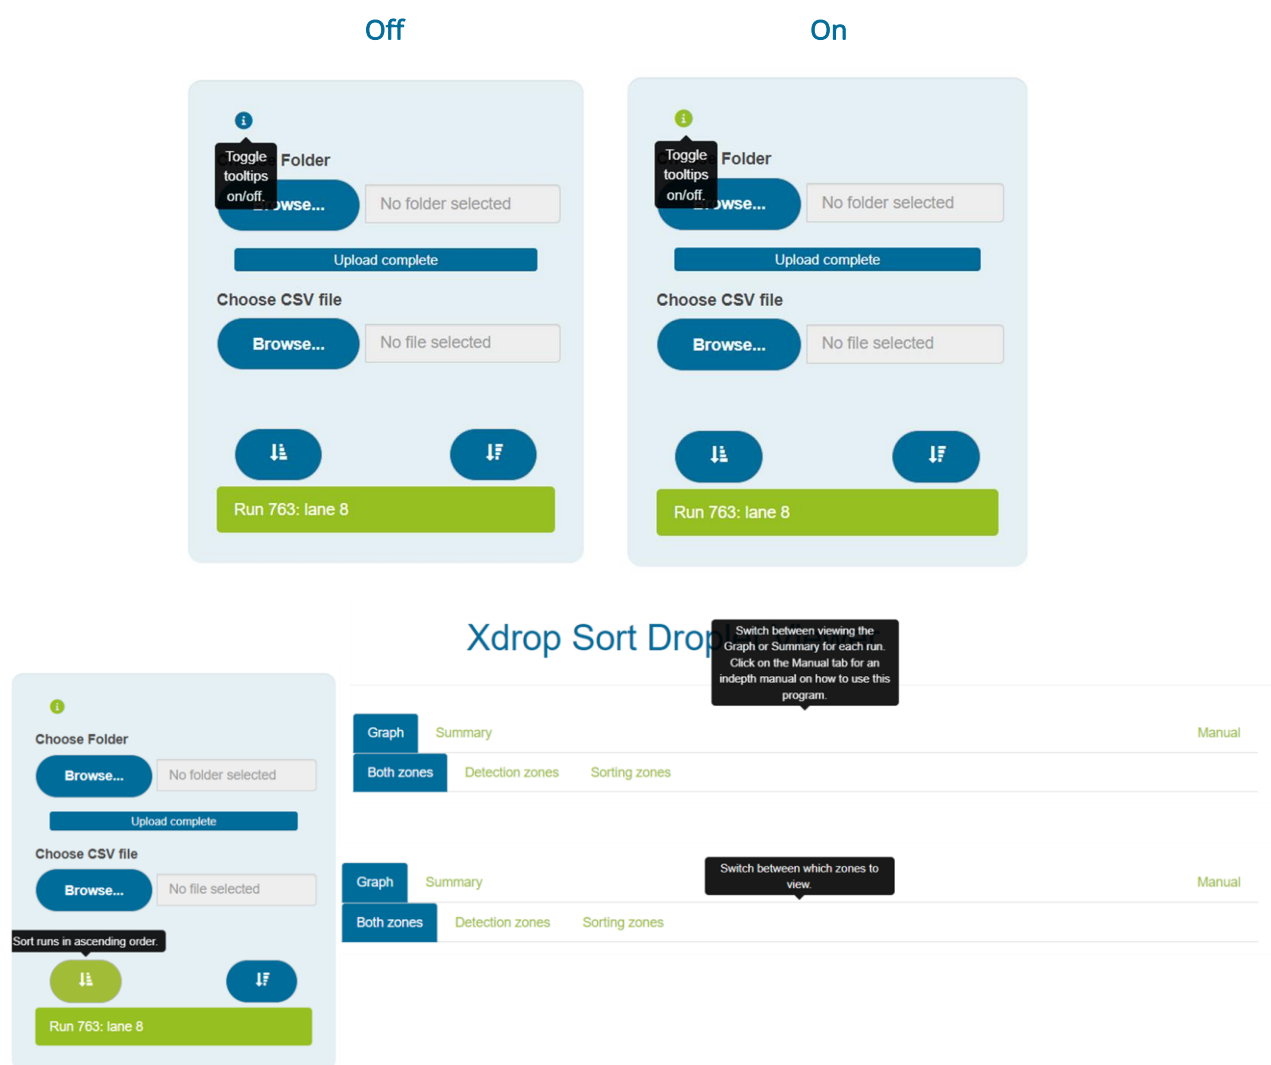 Off
On
Toggle
tooltips
on/off.
Folder
Browse...
No folder selected
Upload complete
Choose CSV file
Browse...
No file selected
Run 763: lane 8
Toggle
tooltips
on/off.
Folder
Browse...
No folder selected
Upload complete
Choose CSV file
Browse...
No file selected
Run 763: lane 8
Xdrop Sort Droplet Viewer
Switch between viewing the
Graph or Summary for each run.
Click on the Manual tab for an
indepth manual on how to use this
program.
Choose Folder
Browse...
No folder selected
Upload complete
Choose CSV file
Browse...
No file selected
Sort runs in ascending order.
Run 763: lane 8
Graph Summary Manual
Both zones Detection zones Sorting zones
Switch between which zones to
view.
Graph Summary Manual
Both zones Detection zones Sorting zones